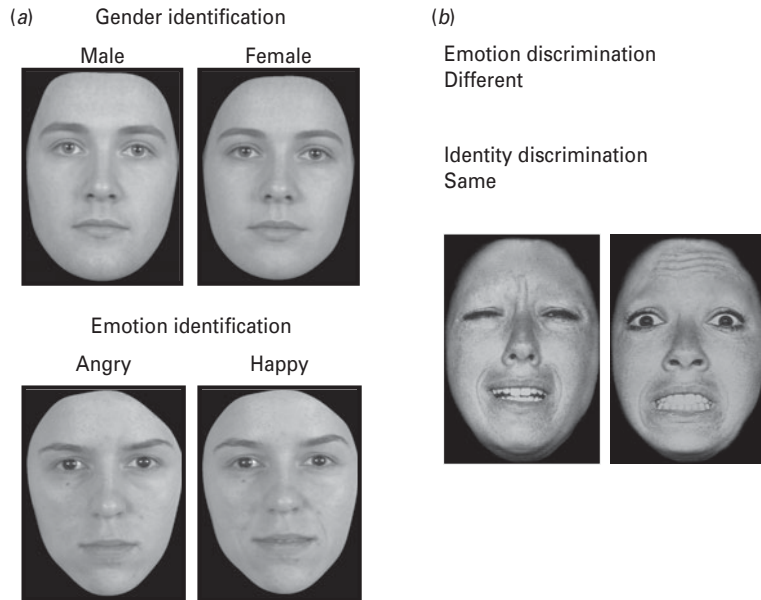 (a) Gender identification
Male Female
Emotion identification
Angry Happy
(b)
Emotion discrimination
Different
Identity discrimination
Same